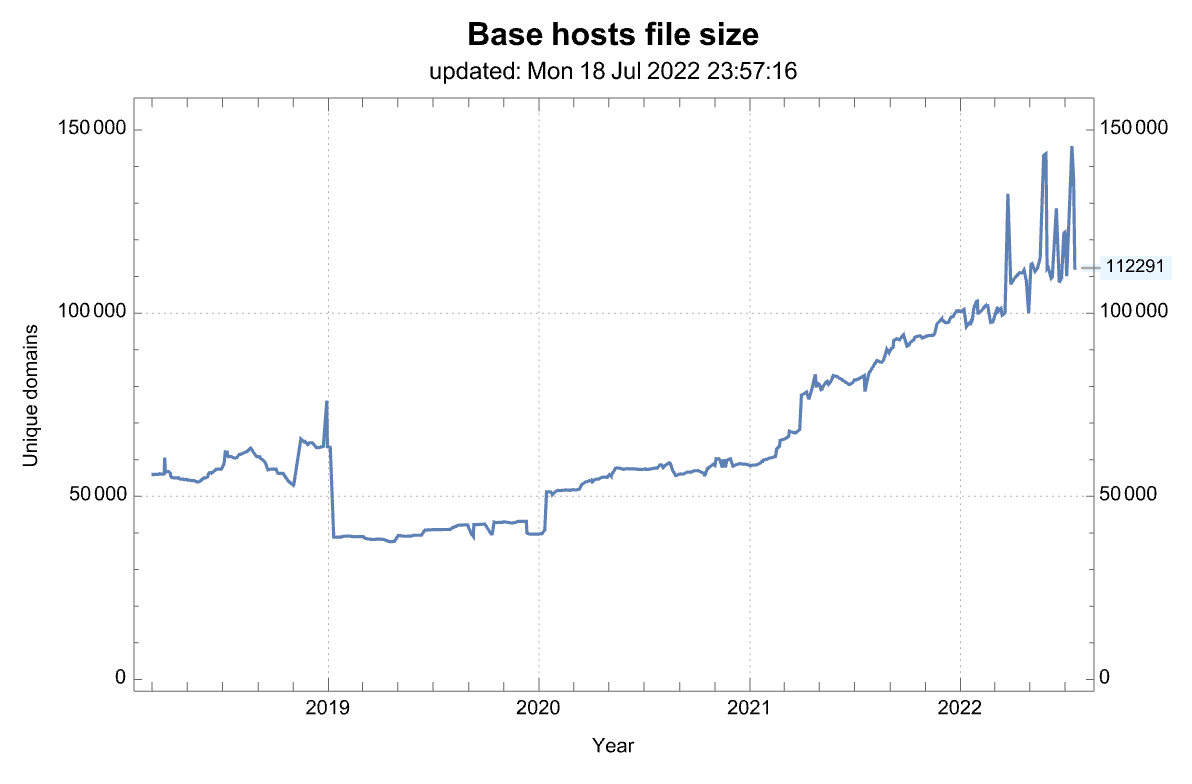 Base hosts file size
updated: Mon 18 Jul 2022 23:57:16
150 000 150 000
112291
100 000 100 000
Unique domains
50 000 50 000
0 0
2019 2020 2021 2022
Year